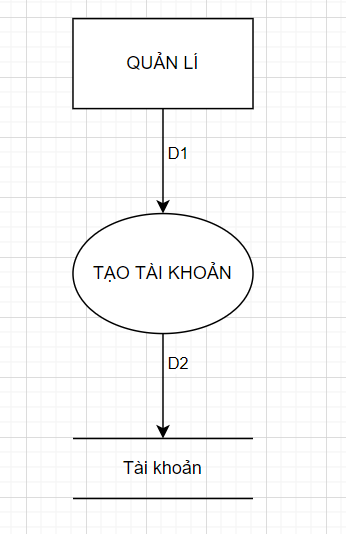 QUẢN LÍ
D1
TẠO TÀI KHOẢN
D2
Tài khoản